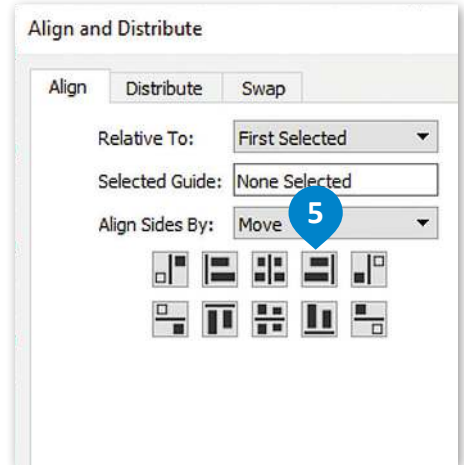 Align and Distribute
Align Distribute Swap
Relative To: First Selected
Selected Guide: None Selected
Align Sides By: Move
5